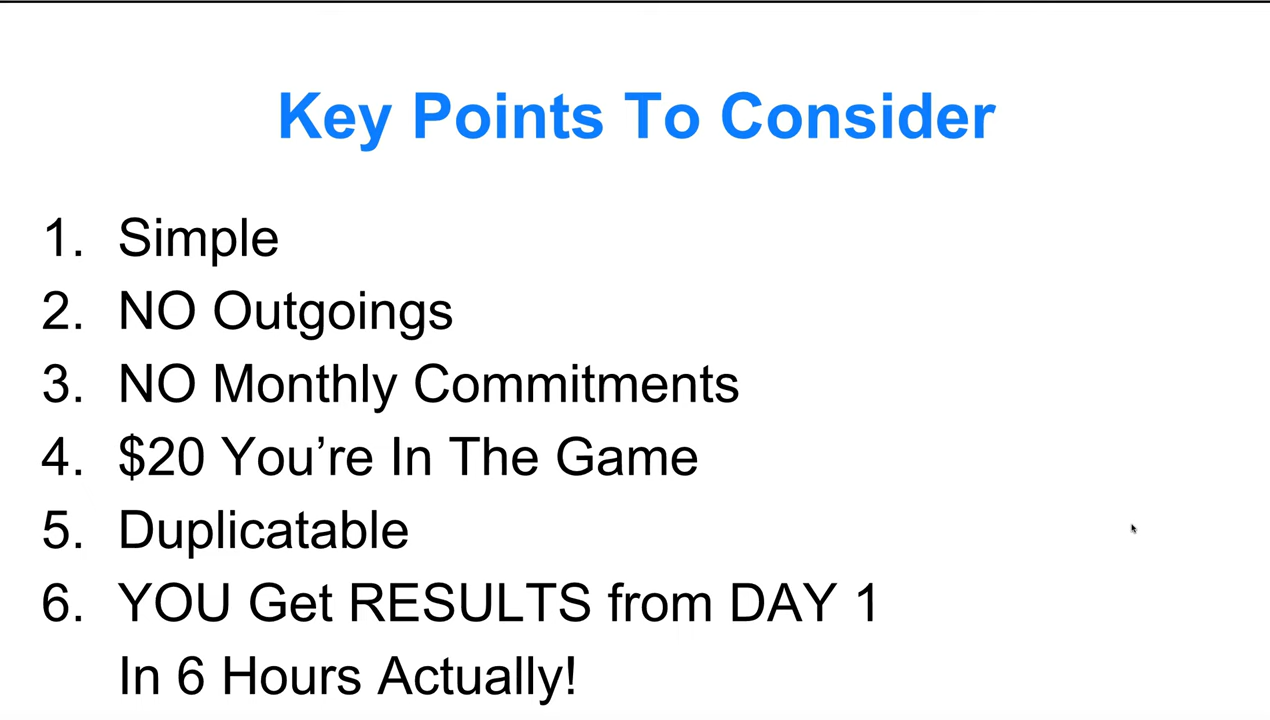 Key Points To Consider
1. Simple
2. NO Outgoings
3. NO Monthly Commitments
4. $20 You’re In The Game
5. Duplicatable
6. YOU Get RESULTS from DAY 1
In 6 Hours Actually!